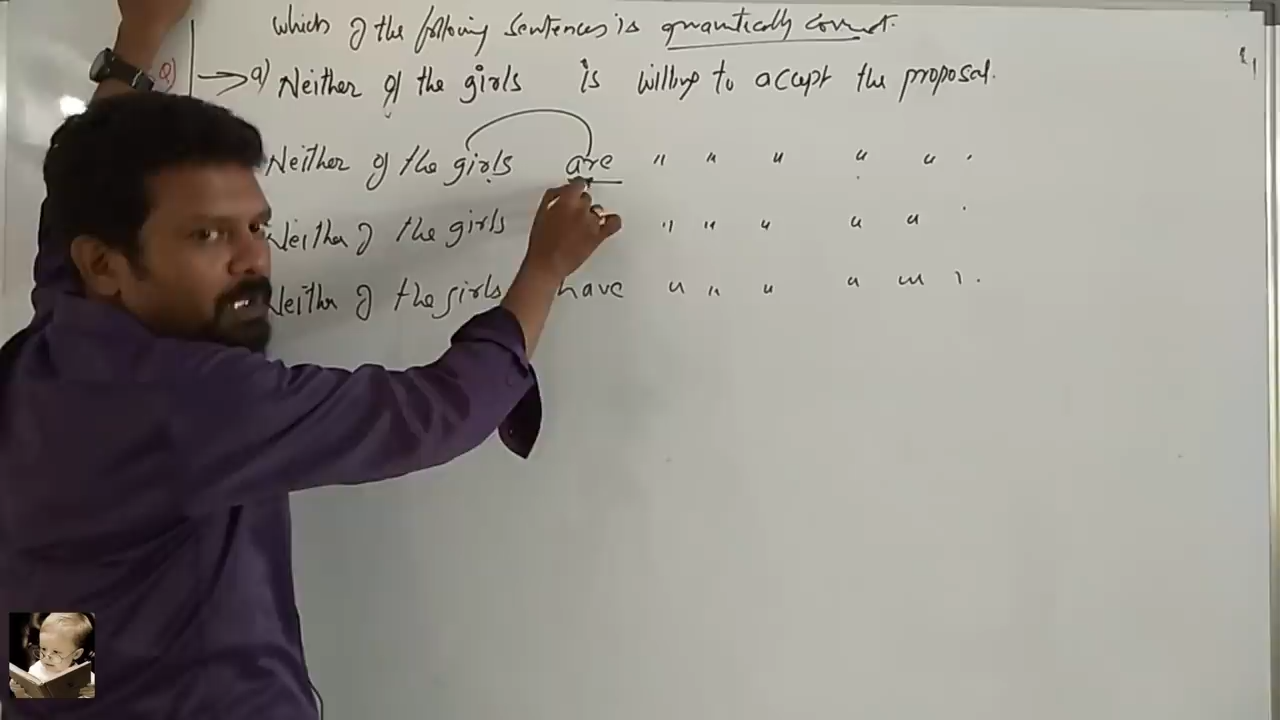 which of the following sentences is gramatically correct.
Q) → a) Neither of the girls is willing to accept the proposal.
Neither of the girls are " " " " " .
Neither of the girls " " " " " .
Neither of the girls have " " " " " " .